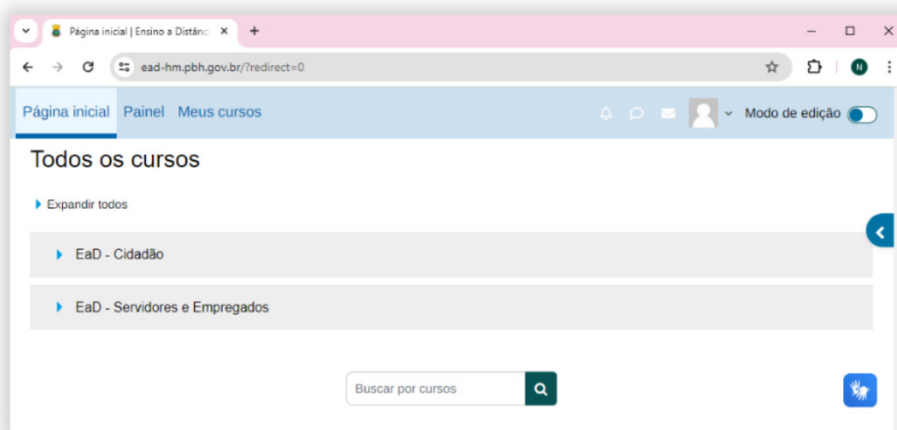 Página inicial | Ensino a Distânc
ead-hm.pbh.gov.br/?redirect=0
N
Página inicial Painel Meus cursos Modo de edição
Todos os cursos
Expandir todos
EaD - Cidadão
EaD - Servidores e Empregados
Buscar por cursos